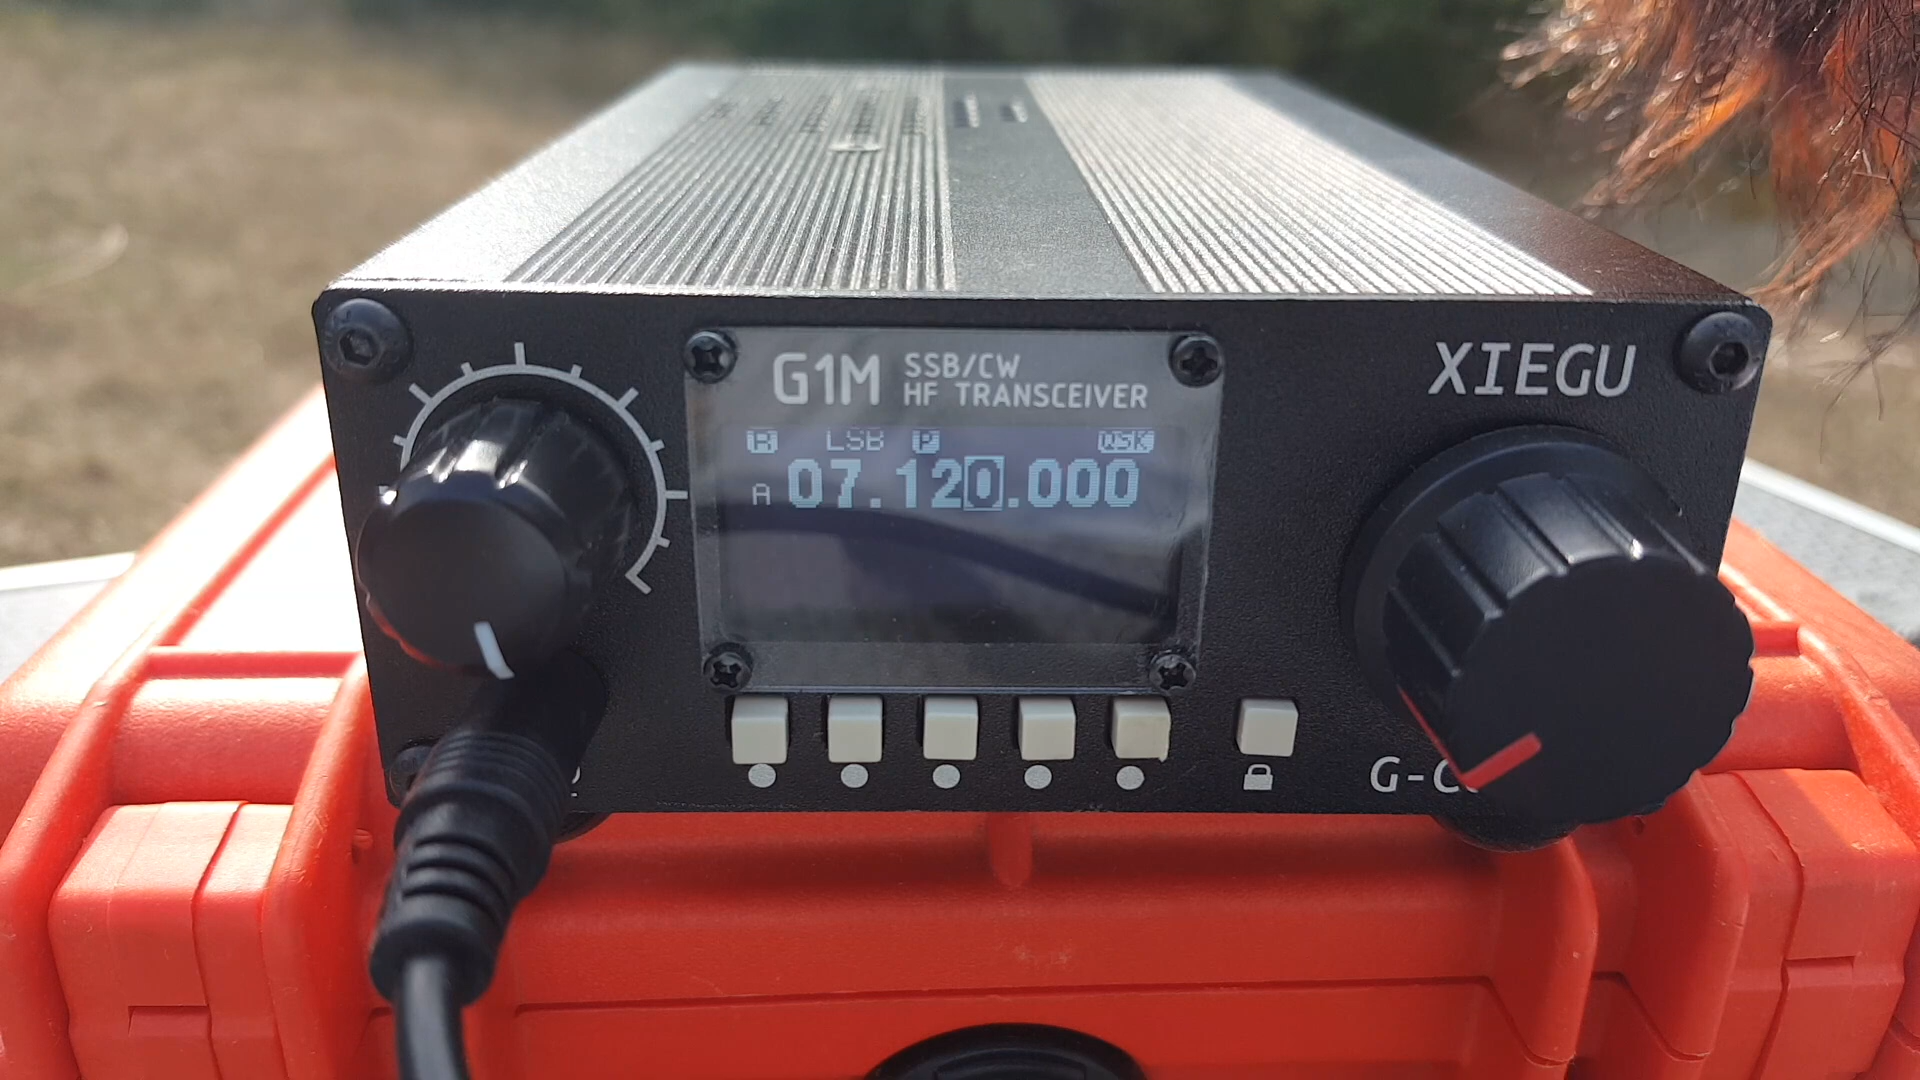 G1M SSB/CW
HF TRANSCEIVER
XIEGU
R LSB P QSK
A 07.120.000
G-C